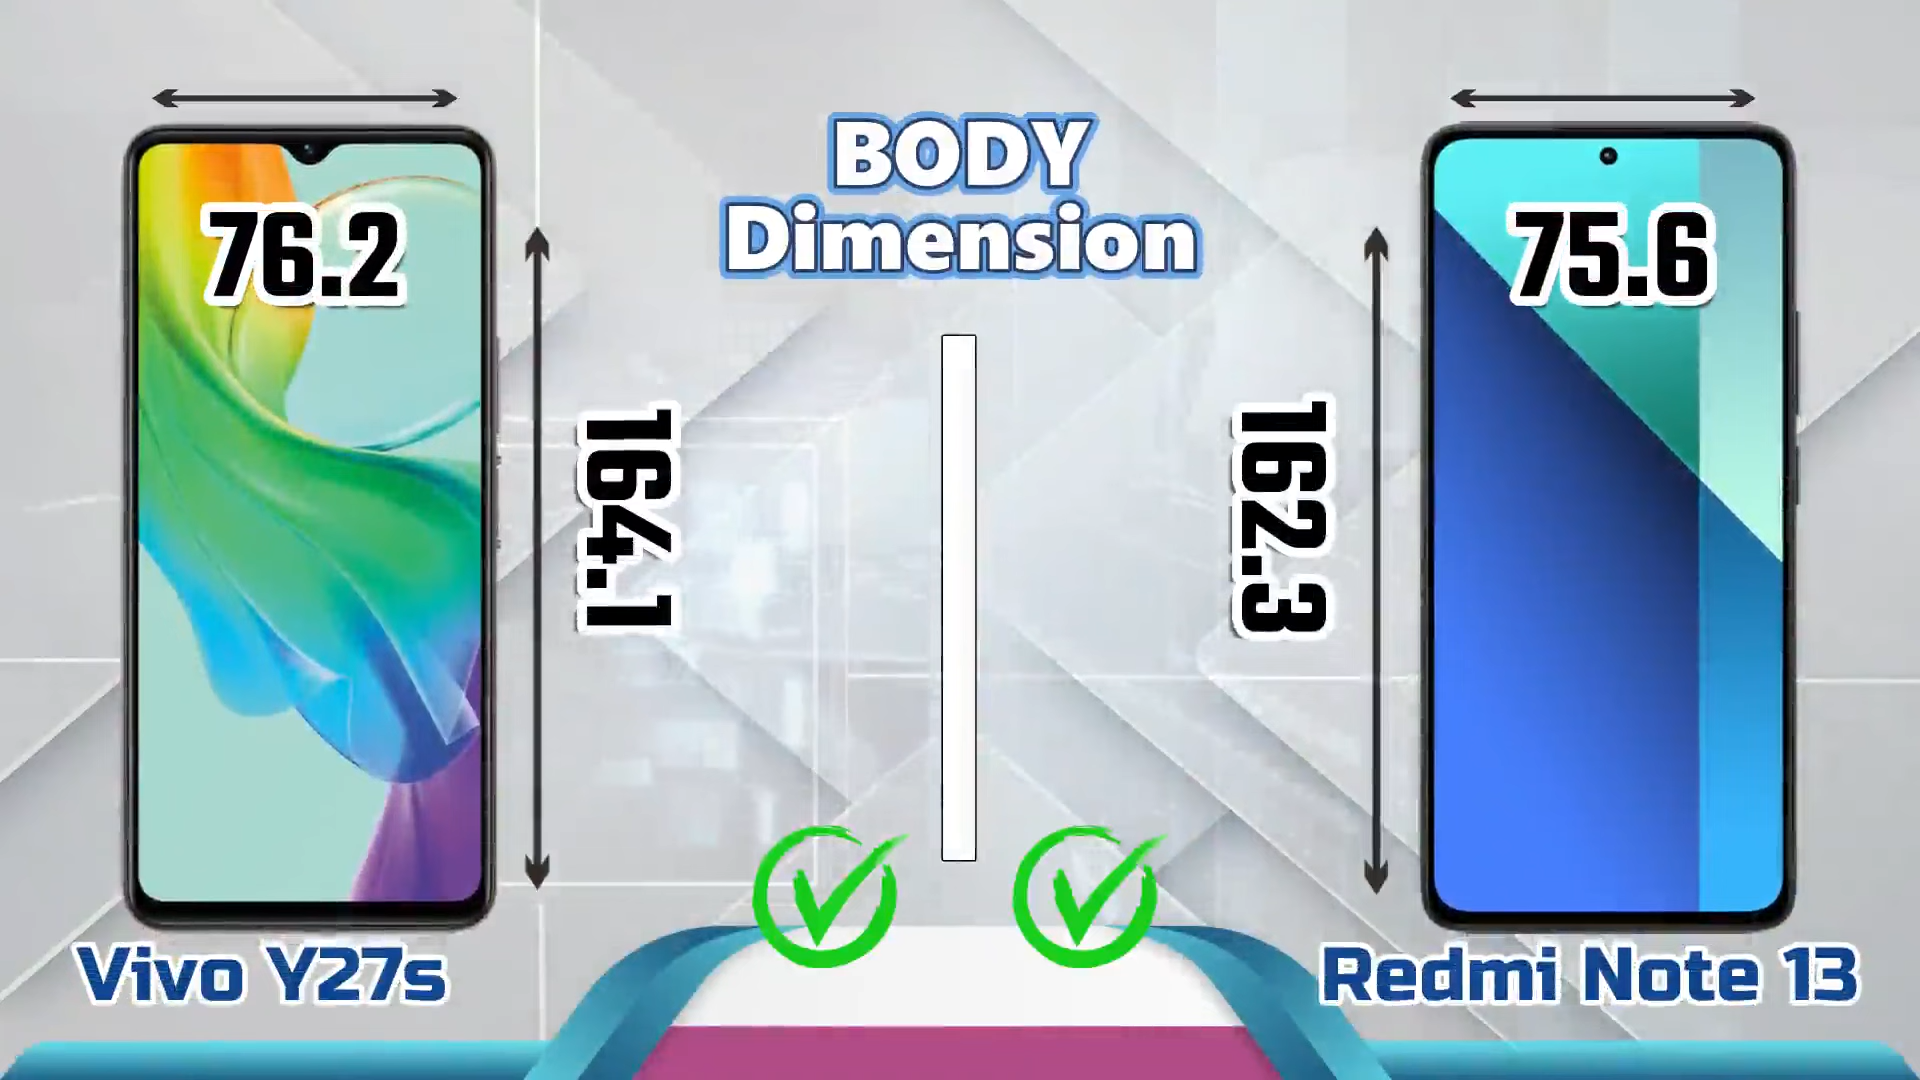 BODY
Dimension
76.2
164.1
162.3
75.6
Vivo Y27s
Redmi Note 13